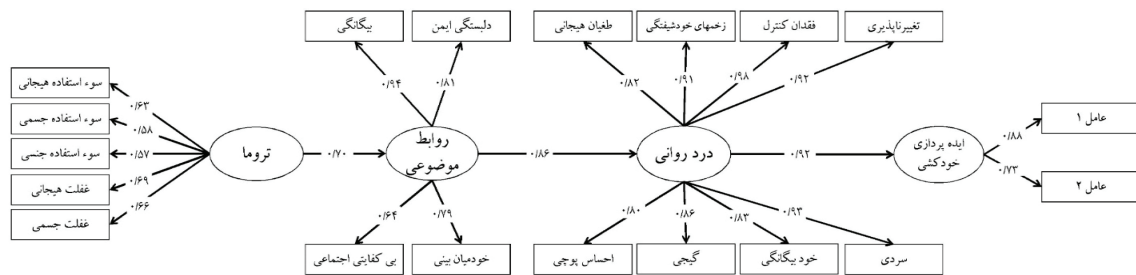 بیگانگی
دلبستگی ایمن
طغیان هیجانی
زخمهای خودشیفتگی
فقدان کنترل
تغییرناپذیری
۰/۹۴
۰/۸۱
۰/۸۲
۰/۹۱
۰/۹۸
۰/۹۲
سوء استفاده هیجانی
سوء استفاده جسمی
سوء استفاده جنسی
غفلت هیجانی
غفلت جسمی
۰/۶۳
۰/۵۸
۰/۵۷
۰/۶۹
۰/۶۶
تروما
۰/۷۰
روابط
موضوعی
۰/۸۶
درد روانی
۰/۹۲
ایده پردازی
خودکشی
۰/۸۸
۰/۷۳
عامل ۱
عامل ۲
۰/۶۴
۰/۷۹
۰/۸۰
۰/۸۶
۰/۸۳
۰/۹۳
بی کفایتی اجتماعی
خودمیان بینی
احساس پوچی
گیجی
خود بیگانگی
سردی